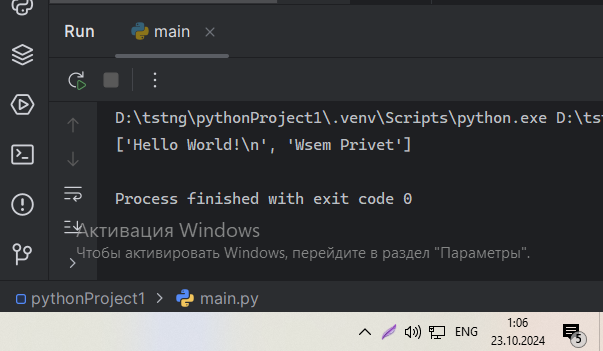 Run main
D:\tstng\pythonProject1\.venv\Scripts\python.exe D:\tst
['Hello World!\n', 'Wsem Privet']
Process finished with exit code 0
Активация Windows
Чтобы активировать Windows, перейдите в раздел "Параметры".
pythonProject1 > main.py
ENG 1:06
23.10.2024 5